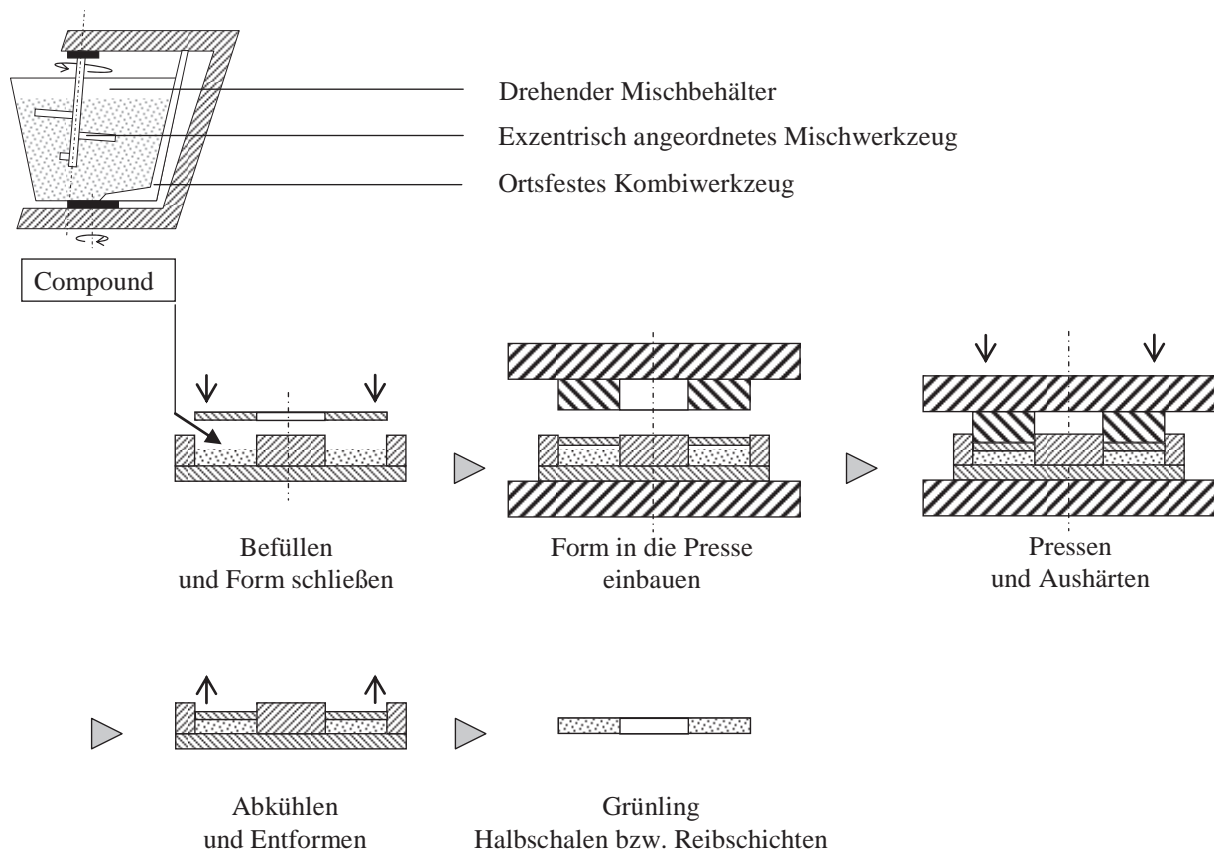 Drehender Mischbehälter
Exzentrisch angeordnetes Mischwerkzeug
Ortsfestes Kombiwerkzeug
Compound
Befüllen
und Form schließen
Form in die Presse
einbauen
Pressen
und Aushärten
Abkühlen
und Entformen
Grünling
Halbschalen bzw. Reibschichten